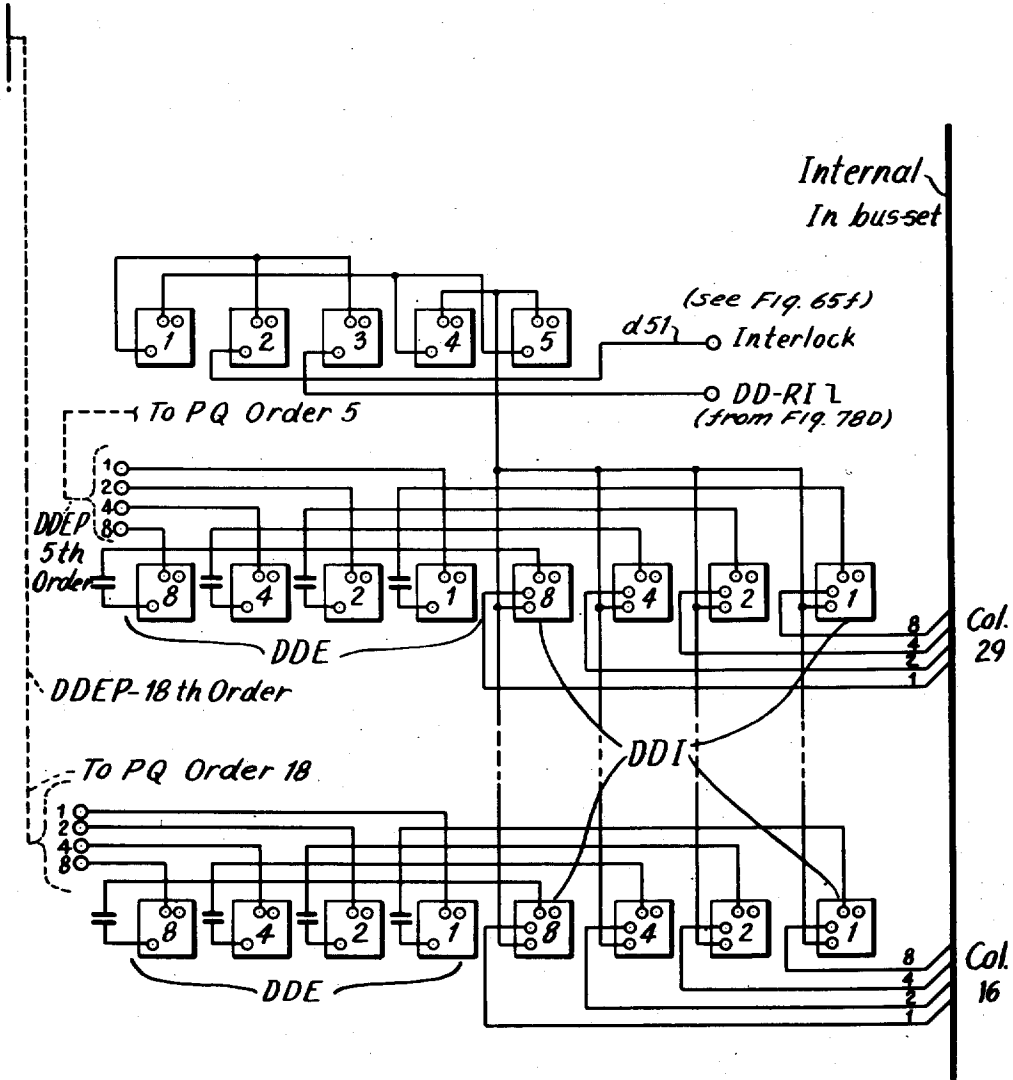 Internal
In bus-set
(see Fig. 65f)
d51
Interlock
1 2 3 4 5
DD-RI 1
(from Fig. 78D)
To PQ Order 5
1
2
4
8
DDEP
5th
Order
8 4 2 1 8 4 2 1
DDE
8
4
2
1
Col.
29
DDEP-18th Order
DDI
To PQ Order 18
1
2
4
8
8 4 2 1 8 4 2 1
DDE
8
4
2
1
Col.
16